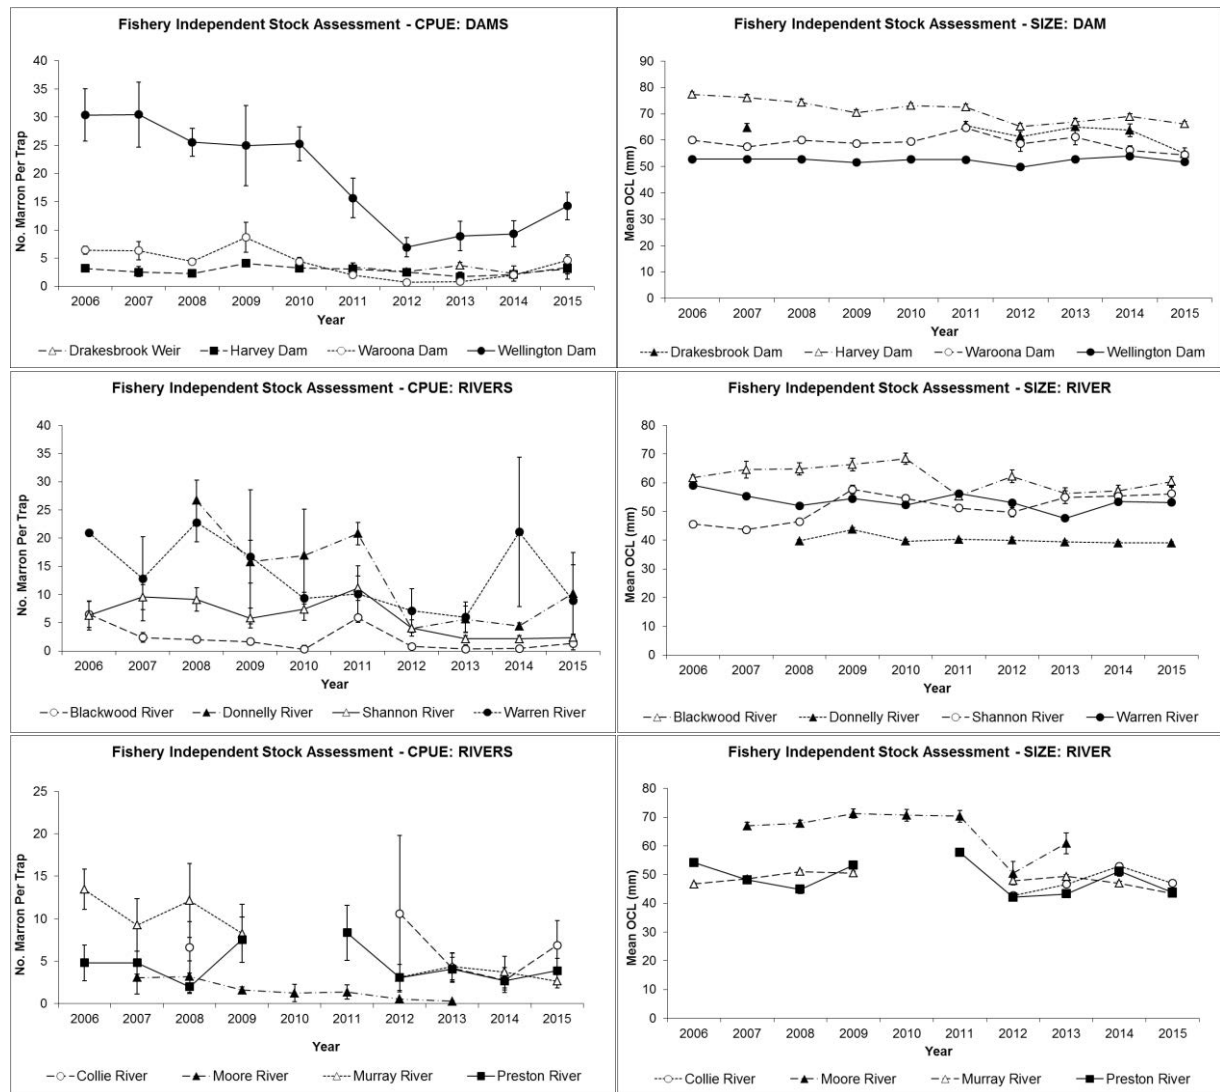 Fishery Independent Stock Assessment - CPUE: DAMS
No. Marron Per Trap
40
35
30
25
20
15
10
5
0
2006 2007 2008 2009 2010 2011 2012 2013 2014 2015
Year
Drakesbrook Weir Harvey Dam Waroona Dam Wellington Dam
Fishery Independent Stock Assessment - SIZE: DAM
Mean OCL (mm)
90
80
70
60
50
40
30
20
10
0
2006 2007 2008 2009 2010 2011 2012 2013 2014 2015
Year
Drakesbrook Dam Harvey Dam Waroona Dam Wellington Dam
Fishery Independent Stock Assessment - CPUE: RIVERS
No. Marron Per Trap
40
35
30
25
20
15
10
5
0
2006 2007 2008 2009 2010 2011 2012 2013 2014 2015
Year
Blackwood River Donnelly River Shannon River Warren River
Fishery Independent Stock Assessment - SIZE: RIVER
Mean OCL (mm)
80
70
60
50
40
30
20
10
0
2006 2007 2008 2009 2010 2011 2012 2013 2014 2015
Year
Blackwood River Donnelly River Shannon River Warren River
Fishery Independent Stock Assessment - CPUE: RIVERS
No. Marron Per Trap
25
20
15
10
5
0
2006 2007 2008 2009 2010 2011 2012 2013 2014 2015
Year
Collie River Moore River Murray River Preston River
Fishery Independent Stock Assessment - SIZE: RIVER
Mean OCL (mm)
80
70
60
50
40
30
20
10
0
2006 2007 2008 2009 2010 2011 2012 2013 2014 2015
Year
Collie River Moore River Murray River Preston River